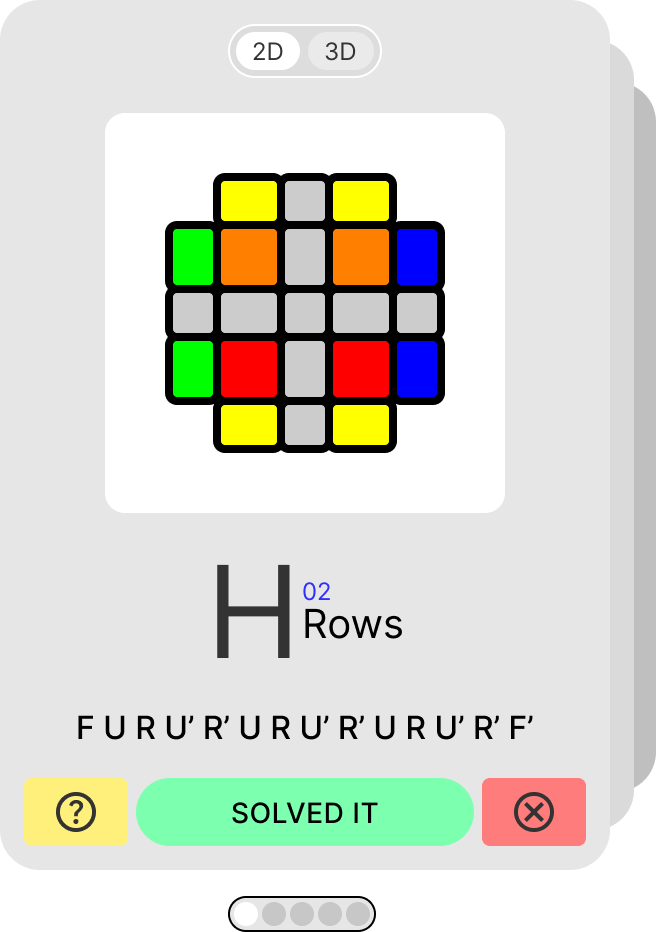 2D 3D
H
02
Rows
F U R U’ R’ U R U’ R’ U R U’ R’ F’
? SOLVED IT